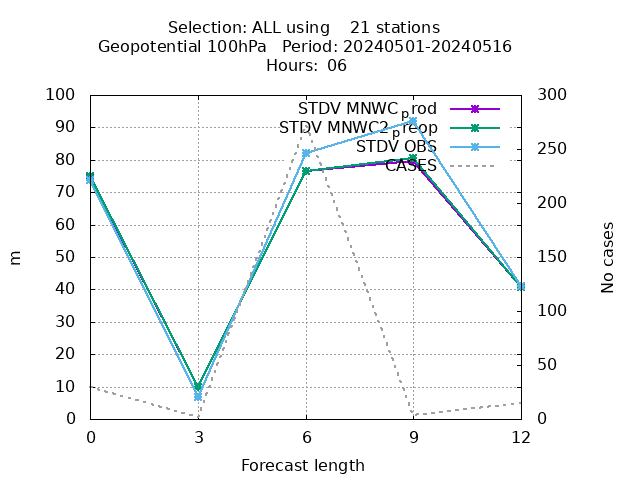 Selection: ALL using    21 stations
Geopotential 100hPa   Period: 20240501-20240516
Hours:  06
STDV MNWC_prod
STDV MNWC2_preop
STDV OBS
CASES
100
90
80
70
60
50
40
30
20
10
0
m
300
250
200
150
100
50
0
No cases
0 3 6 9 12
Forecast length